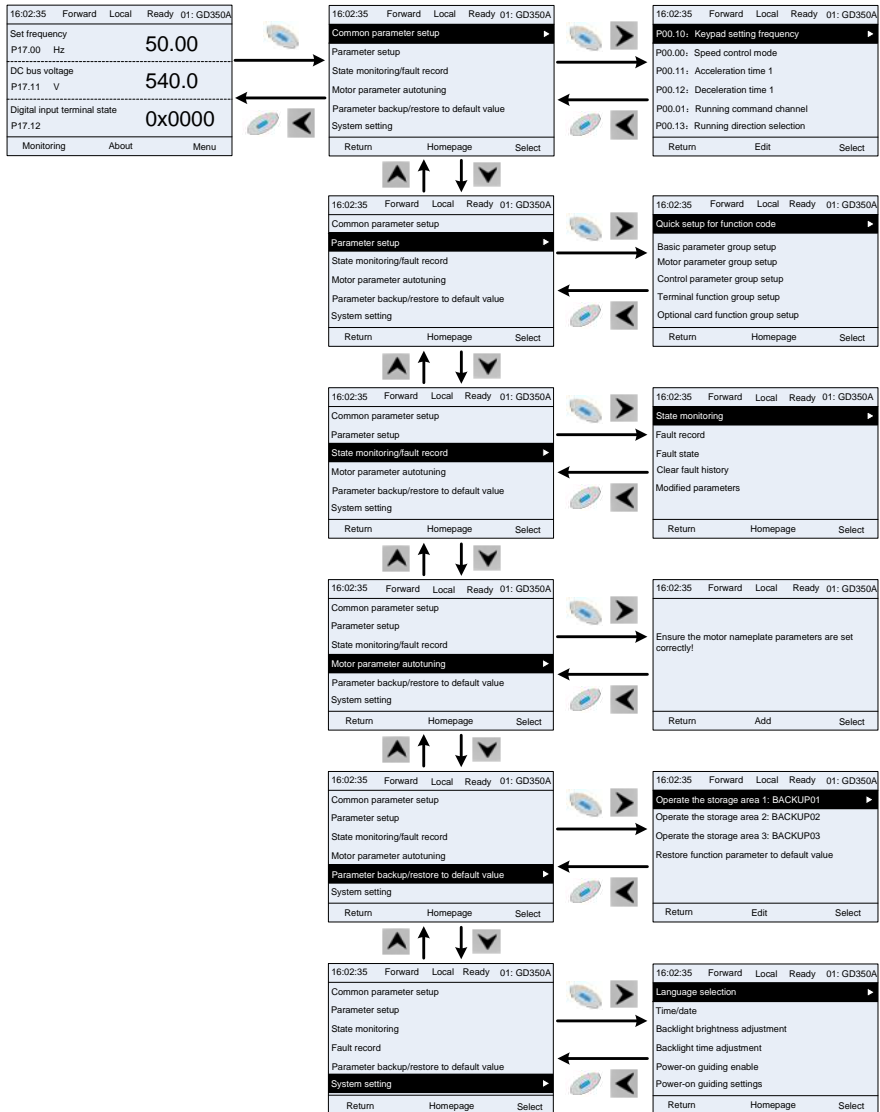 16:02:35 Forward Local Ready 01: GD350A
Set frequency
P17.00 Hz 50.00
DC bus voltage
P17.11 V 540.0
Digital input terminal state
P17.12 0x0000
Monitoring About Menu
16:02:35 Forward Local Ready 01: GD350A
Common parameter setup
Parameter setup
State monitoring/fault record
Motor parameter autotuning
Parameter backup/restore to default value
System setting
Return Homepage Select
16:02:35 Forward Local Ready 01: GD350A
P00.10: Keypad setting frequency
P00.00: Speed control mode
P00.11: Acceleration time 1
P00.12: Deceleration time 1
P00.01: Running command channel
P00.13: Running direction selection
Return Edit Select
16:02:35 Forward Local Ready 01: GD350A
Common parameter setup
Parameter setup
State monitoring/fault record
Motor parameter autotuning
Parameter backup/restore to default value
System setting
Return Homepage Select
16:02:35 Forward Local Ready 01: GD350A
Quick setup for function code
Basic parameter group setup
Motor parameter group setup
Control parameter group setup
Terminal function group setup
Optional card function group setup
Return Homepage Select
16:02:35 Forward Local Ready 01: GD350A
Common parameter setup
Parameter setup
State monitoring/fault record
Motor parameter autotuning
Parameter backup/restore to default value
System setting
Return Homepage Select
16:02:35 Forward Local Ready 01: GD350A
State monitoring
Fault record
Fault state
Clear fault history
Modified parameters
Return Homepage Select
16:02:35 Forward Local Ready 01: GD350A
Common parameter setup
Parameter setup
State monitoring/fault record
Motor parameter autotuning
Parameter backup/restore to default value
System setting
Return Homepage Select
16:02:35 Forward Local Ready 01: GD350A
Ensure the motor nameplate parameters are set
correctly!
Return Add Select
16:02:35 Forward Local Ready 01: GD350A
Common parameter setup
Parameter setup
State monitoring/fault record
Motor parameter autotuning
Parameter backup/restore to default value
System setting
Return Homepage Select
16:02:35 Forward Local Ready 01: GD350A
Operate the storage area 1: BACKUP01
Operate the storage area 2: BACKUP02
Operate the storage area 3: BACKUP03
Restore function parameter to default value
Return Edit Select
16:02:35 Forward Local Ready 01: GD350A
Common parameter setup
Parameter setup
State monitoring
Fault record
Parameter backup/restore to default value
System setting
Return Homepage Select
16:02:35 Forward Local Ready 01: GD350A
Language selection
Time/date
Backlight brightness adjustment
Backlight time adjustment
Power-on guiding enable
Power-on guiding settings
Return Homepage Select